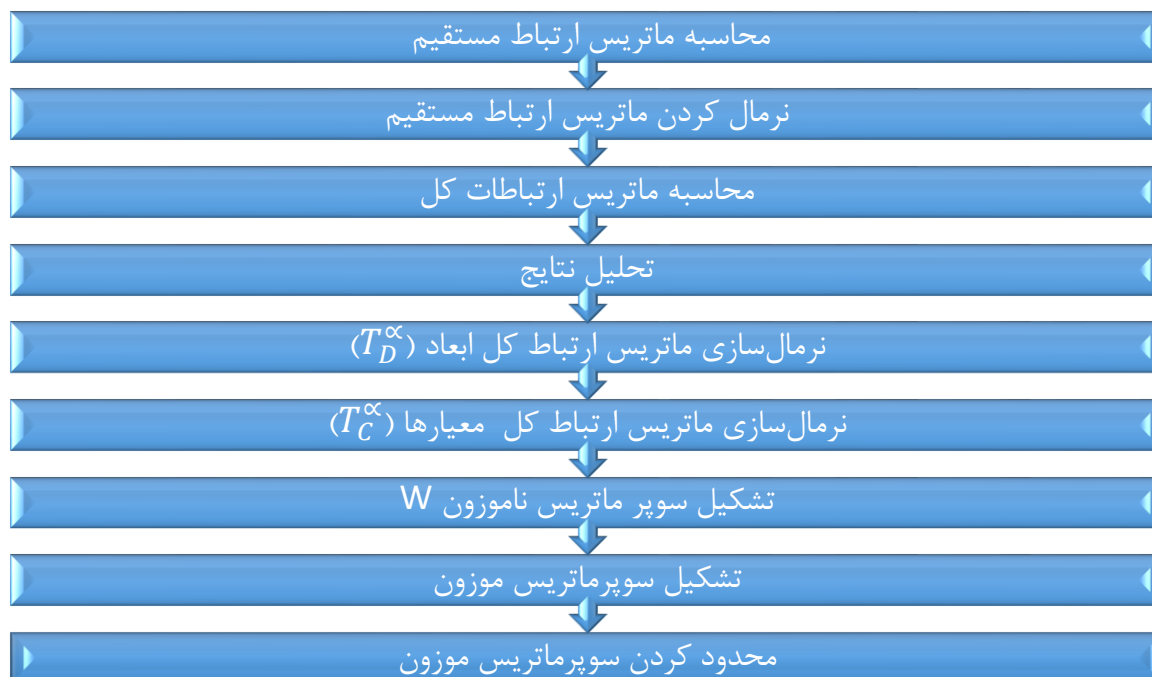 محاسبه ماتریس ارتباط مستقیم
نرمال کردن ماتریس ارتباط مستقیم
محاسبه ماتریس ارتباطات کل
تحلیل نتایج
نرمال‌سازی ماتریس ارتباط کل ابعاد (T_D^∝)
نرمال‌سازی ماتریس ارتباط کل معیارها (T_C^∝)
تشکیل سوپر ماتریس ناموزون W
تشکیل سوپرماتریس موزون
محدود کردن سوپرماتریس موزون